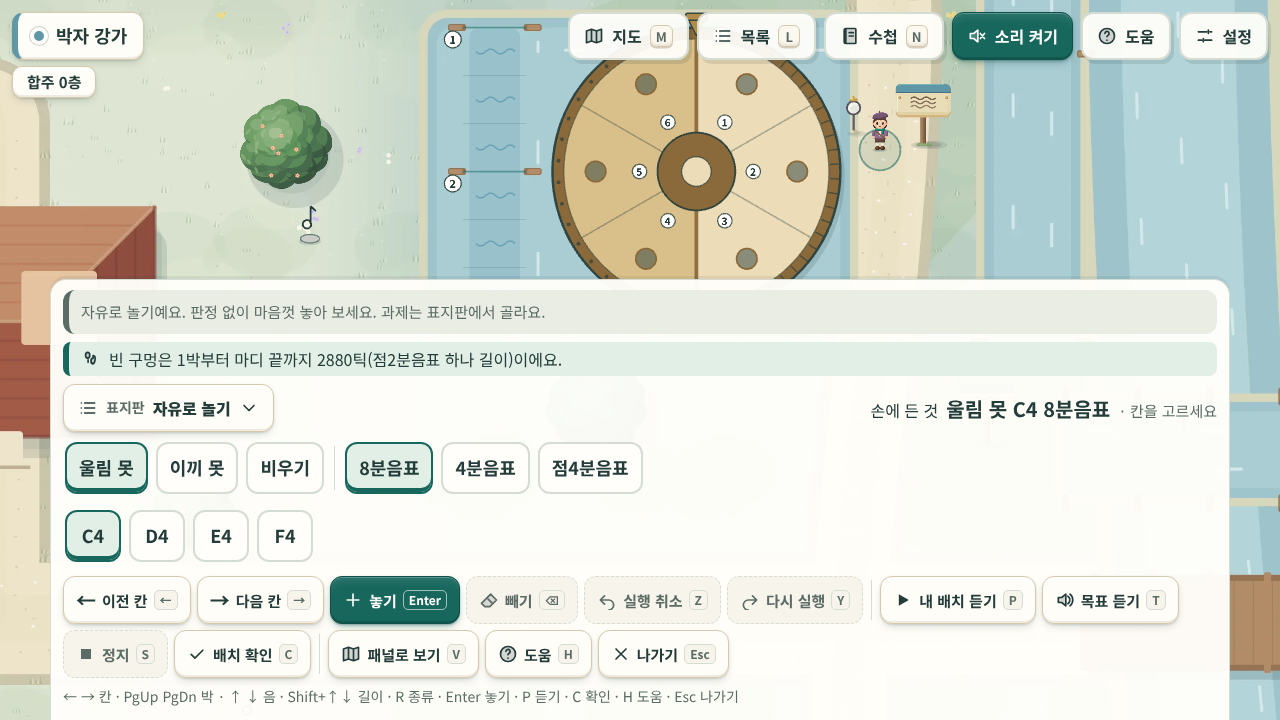 박자 강가
지도 M
목록 L
수첩 N
소리 켜기
도움
설정
합주 0층
1
2
6
1
5
2
4
3
자유로 놀기예요. 판정 없이 마음껏 놓아 보세요. 과제는 표지판에서 골라요.
빈 구멍은 1박부터 마디 끝까지 2880틱(점2분음표 하나 길이)이에요.
표지판 자유로 놀기
손에 든 것 울림 못 C4 8분음표 · 칸을 고르세요
울림 못
이끼 못
비우기
8분음표
4분음표
점4분음표
C4
D4
E4
F4
← 이전 칸 ←
→ 다음 칸 →
놓기 Enter
빼기 ⌫
실행 취소 Z
다시 실행 Y
내 배치 듣기 P
목표 듣기 T
정지 S
배치 확인 C
패널로 보기 V
도움 H
나가기 Esc
← → 칸 · PgUp PgDn 박 · ↑ ↓ 음 · Shift+↑ ↓ 길이 · R 종류 · Enter 놓기 · P 듣기 · C 확인 · H 도움 · Esc 나가기